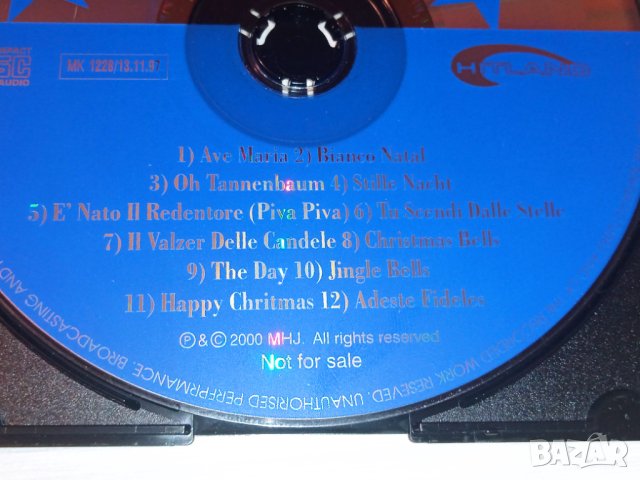 COMPACT
DISC
AUDIO
MK 1228/13.11.97
HITLAND
1) Ave Maria 2) Bianco Natal
3) Oh Tannenbaum 4) Stille Nacht
5) E' Nato Il Redentore (Piva Piva) 6) Tu Scendi Dalle Stelle
7) Il Valzer Delle Candele 8) Christmas Bells
9) The Day 10) Jingle Bells
11) Happy Chritmas 12) Adeste Fideles
℗ & © 2000 MHJ. All rights reserved
Not for sale
WORK RESEVED. UNAUTHORISED PERFPRMANCE. BROADCASTING AND
BAZAR